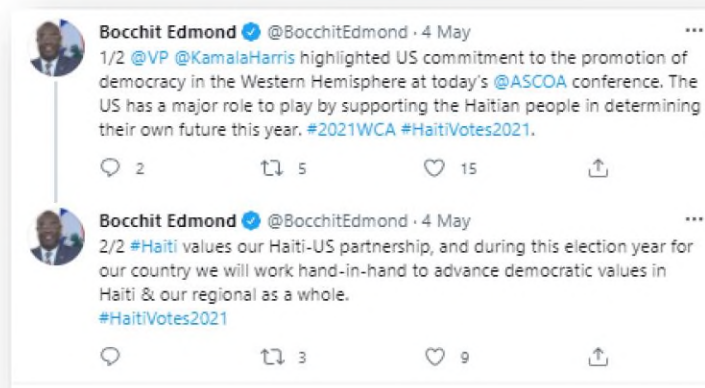 Bocchit Edmond @BocchitEdmond · 4 May
1/2 @VP @KamalaHarris highlighted US commitment to the promotion of
democracy in the Western Hemisphere at today's @ASCOA conference. The
US has a major role to play by supporting the Haitian people in determining
their own future this year. #2021WCA #HaitiVotes2021.
2 5 15
Bocchit Edmond @BocchitEdmond · 4 May
2/2 #Haiti values our Haiti-US partnership, and during this election year for
our country we will work hand-in-hand to advance democratic values in
Haiti & our regional as a whole.
#HaitiVotes2021
3 9